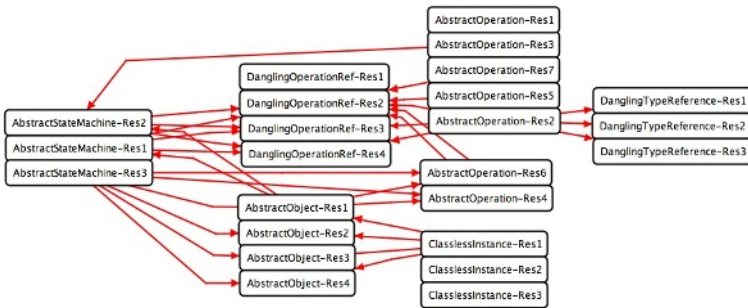 AbstractOperation-Res1
AbstractOperation-Res3
AbstractOperation-Res7
AbstractOperation-Res5
AbstractOperation-Res2
DanglingOperationRef-Res1
DanglingOperationRef-Res2
DanglingOperationRef-Res3
DanglingOperationRef-Res4
DanglingTypeReference-Res1
DanglingTypeReference-Res2
DanglingTypeReference-Res3
AbstractStateMachine-Res2
AbstractStateMachine-Res1
AbstractStateMachine-Res3
AbstractOperation-Res6
AbstractOperation-Res4
AbstractObject-Res1
AbstractObject-Res2
AbstractObject-Res3
AbstractObject-Res4
ClasslessInstance-Res1
ClasslessInstance-Res2
ClasslessInstance-Res3